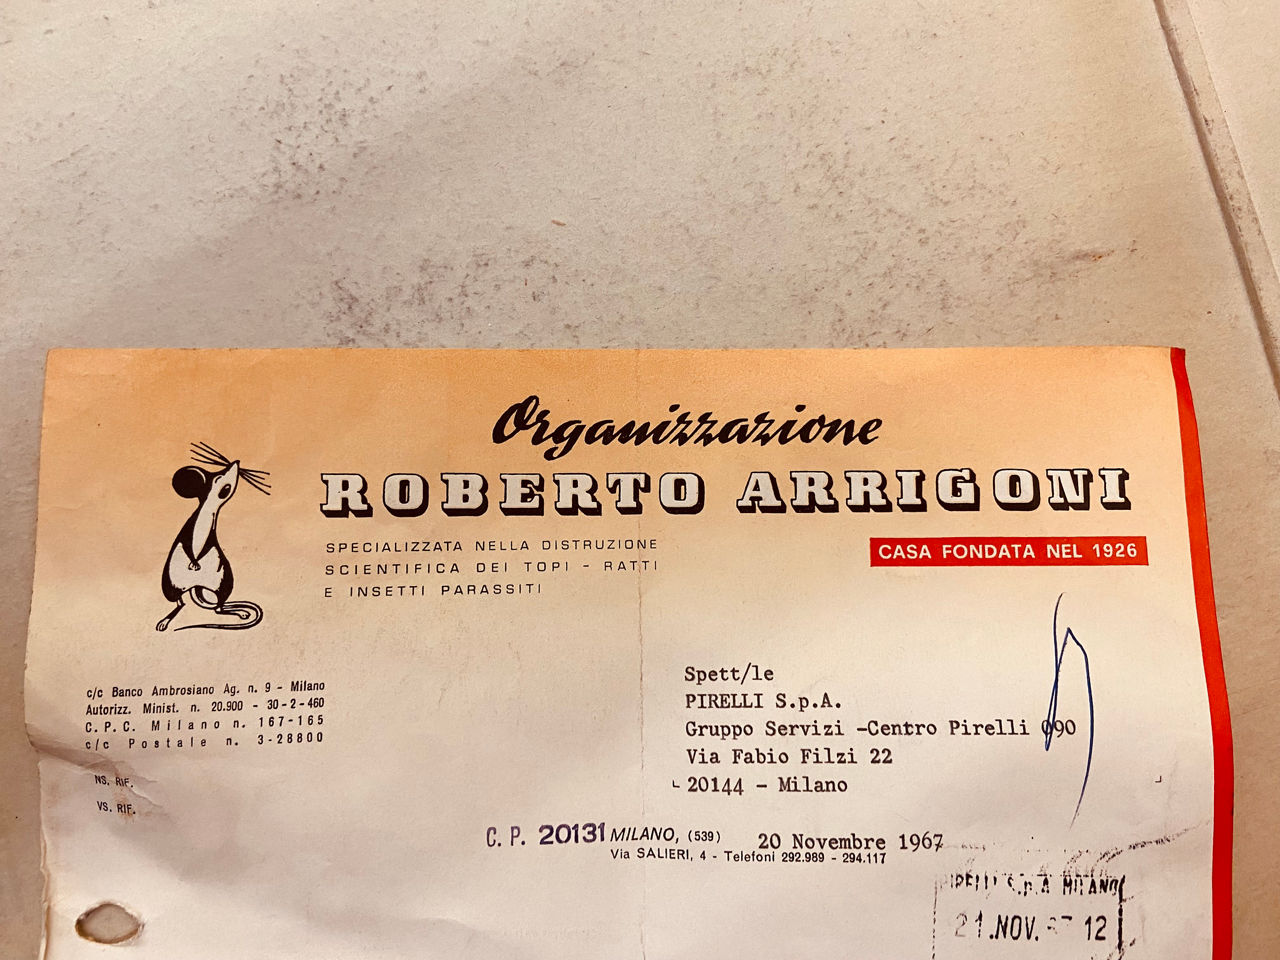 Organizzazione
ROBERTO ARRIGONI
SPECIALIZZATA NELLA DISTRUZIONE
SCIENTIFICA DEI TOPI - RATTI
E INSETTI PARASSITI
CASA FONDATA NEL 1926
c/c Banco Ambrosiano Ag. n. 9 - Milano
Autorizz. Minist. n. 20.900 - 30-2-460
C.P.C. Milano n. 167-165
c/c Postale n. 3-28800
NS. RIF.
VS. RIF.
Spett/le
PIRELLI S.p.A.
Gruppo Servizi -Centro Pirelli 090
Via Fabio Filzi 22
20144 - Milano
C. P. 20131 MILANO, (539) 20 Novembre 1967
Via SALIERI, 4 - Telefoni 292.989 - 294.117
PIRELLI S.p.A MILANO
21.NOV. 12